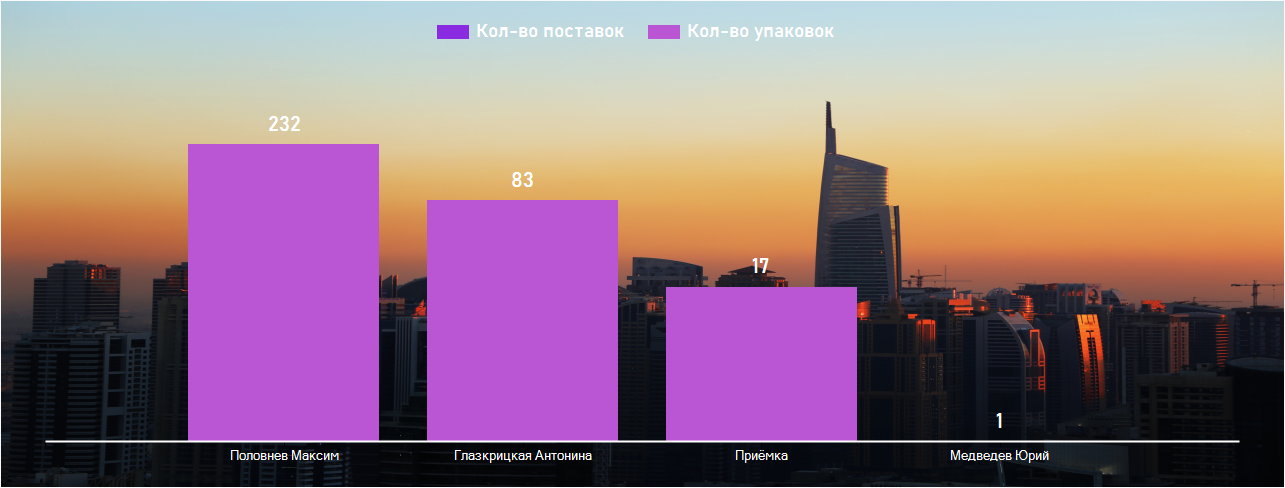 Кол-во поставок Кол-во упаковок
232
83
17
1
Половнев Максим Глазкрицкая Антонина Приёмка Медведев Юрий